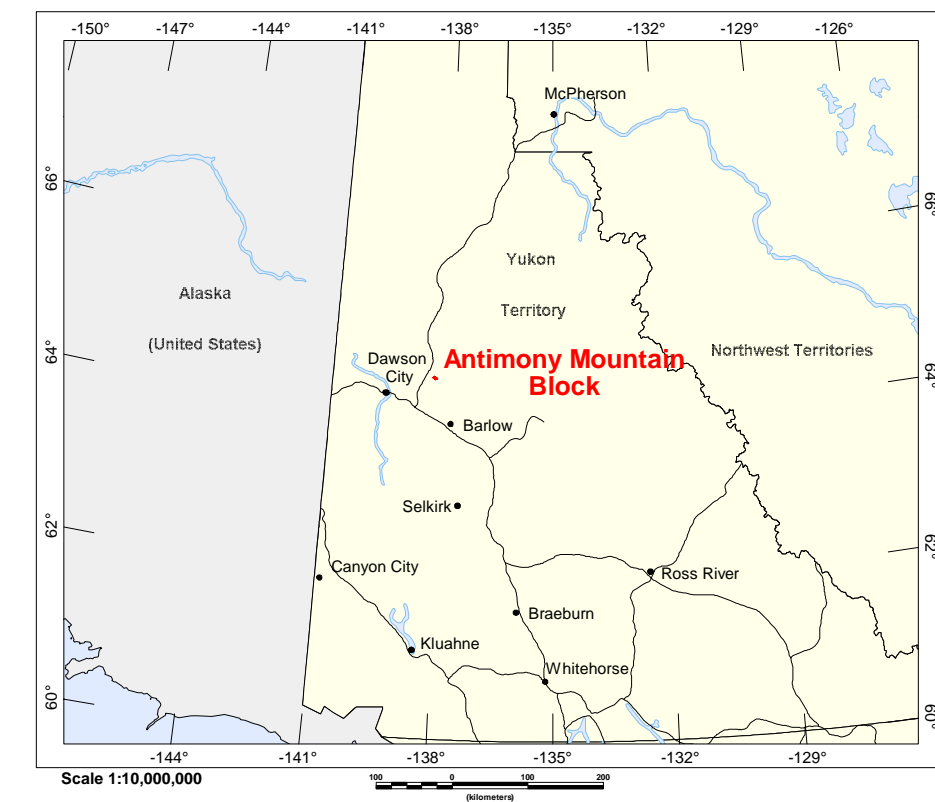 -150° -147° -144° -141° -138° -135° -132° -129° -126°
McPherson
66°
66°
Yukon
Alaska
Territory
(United States)
Northwest Territories
64°
64°
Antimony Mountain
Block
Dawson
City
Barlow
Selkirk
62°
62°
Canyon City
Ross River
Braeburn
Kluahne
Whitehorse
60°
60°
-144° -141° -138° -135° -132° -129°
Scale 1:10,000,000
100 0 100 200
(kilometers)